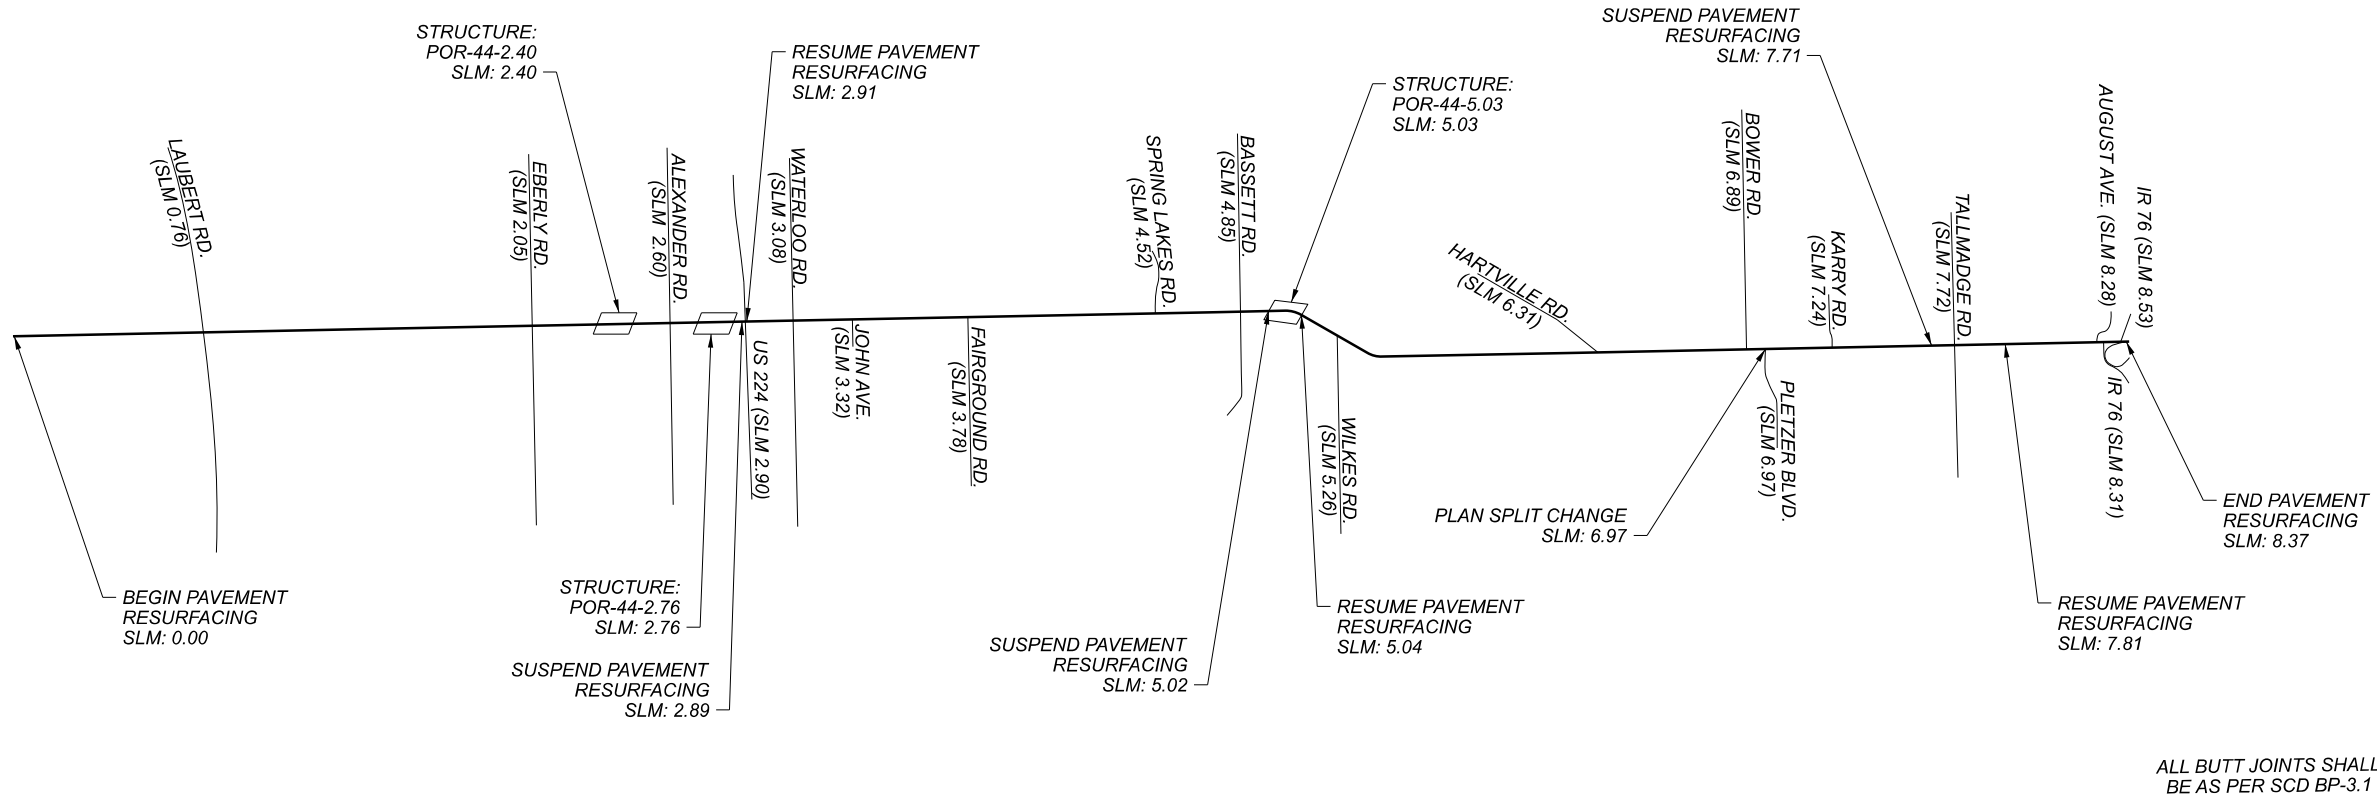 STRUCTURE:
POR-44-2.40
SLM: 2.40
RESUME PAVEMENT
RESURFACING
SLM: 2.91
STRUCTURE:
POR-44-5.03
SLM: 5.03
SUSPEND PAVEMENT
RESURFACING
SLM: 7.71
LAUBERT RD.
(SLM 0.76)
EBERLY RD.
(SLM 2.05)
ALEXANDER RD.
(SLM 2.60)
WATERLOO RD.
(SLM 3.08)
SPRING LAKES RD.
(SLM 4.52)
BASSETT RD.
(SLM 4.85)
HARTVILLE RD.
(SLM 6.31)
BOWER RD.
(SLM 6.89)
KARRY RD.
(SLM 7.24)
TALLMADGE RD.
(SLM 7.72)
AUGUST AVE. (SLM 8.28)
IR 76 (SLM 8.53)
US 224 (SLM 2.90)
JOHN AVE.
(SLM 3.32)
FAIRGROUND RD.
(SLM 3.78)
WILKES RD.
(SLM 5.26)
PLETZER BLVD.
(SLM 6.97)
IR 76 (SLM 8.31)
BEGIN PAVEMENT
RESURFACING
SLM: 0.00
STRUCTURE:
POR-44-2.76
SLM: 2.76
SUSPEND PAVEMENT
RESURFACING
SLM: 2.89
SUSPEND PAVEMENT
RESURFACING
SLM: 5.02
RESUME PAVEMENT
RESURFACING
SLM: 5.04
PLAN SPLIT CHANGE
SLM: 6.97
RESUME PAVEMENT
RESURFACING
SLM: 7.81
END PAVEMENT
RESURFACING
SLM: 8.37
ALL BUTT JOINTS SHALL
BE AS PER SCD BP-3.1